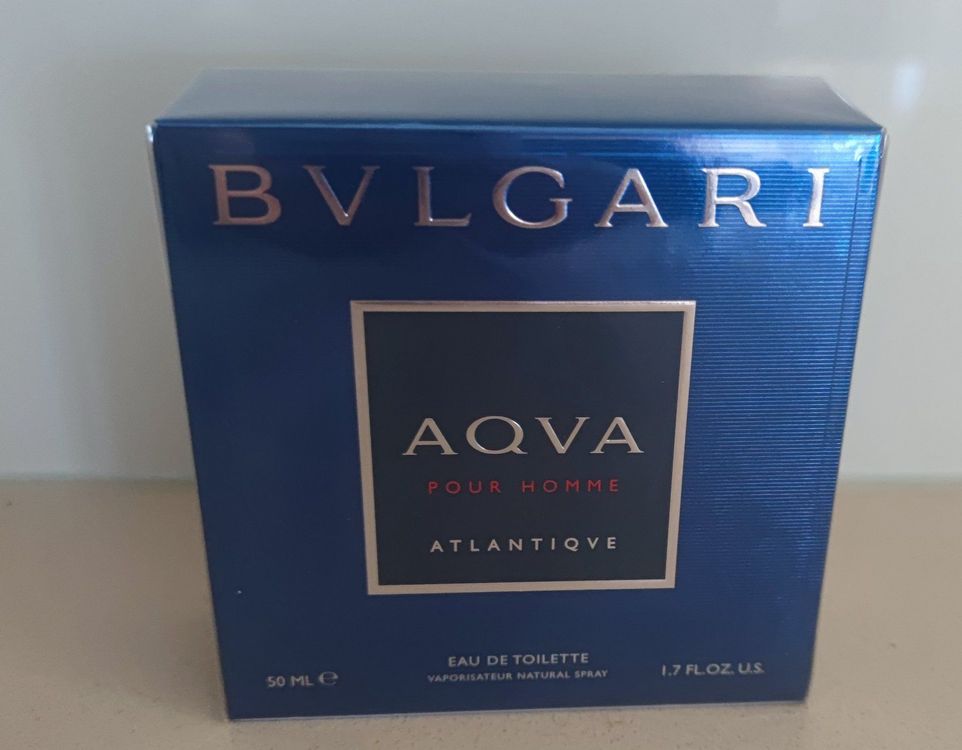 BVLGARI
AQVA
POUR HOMME
ATLANTIQVE
EAU DE TOILETTE
VAPORISATEUR NATURAL SPRAY
50 ML ℮
1.7 FL.OZ. U.S.